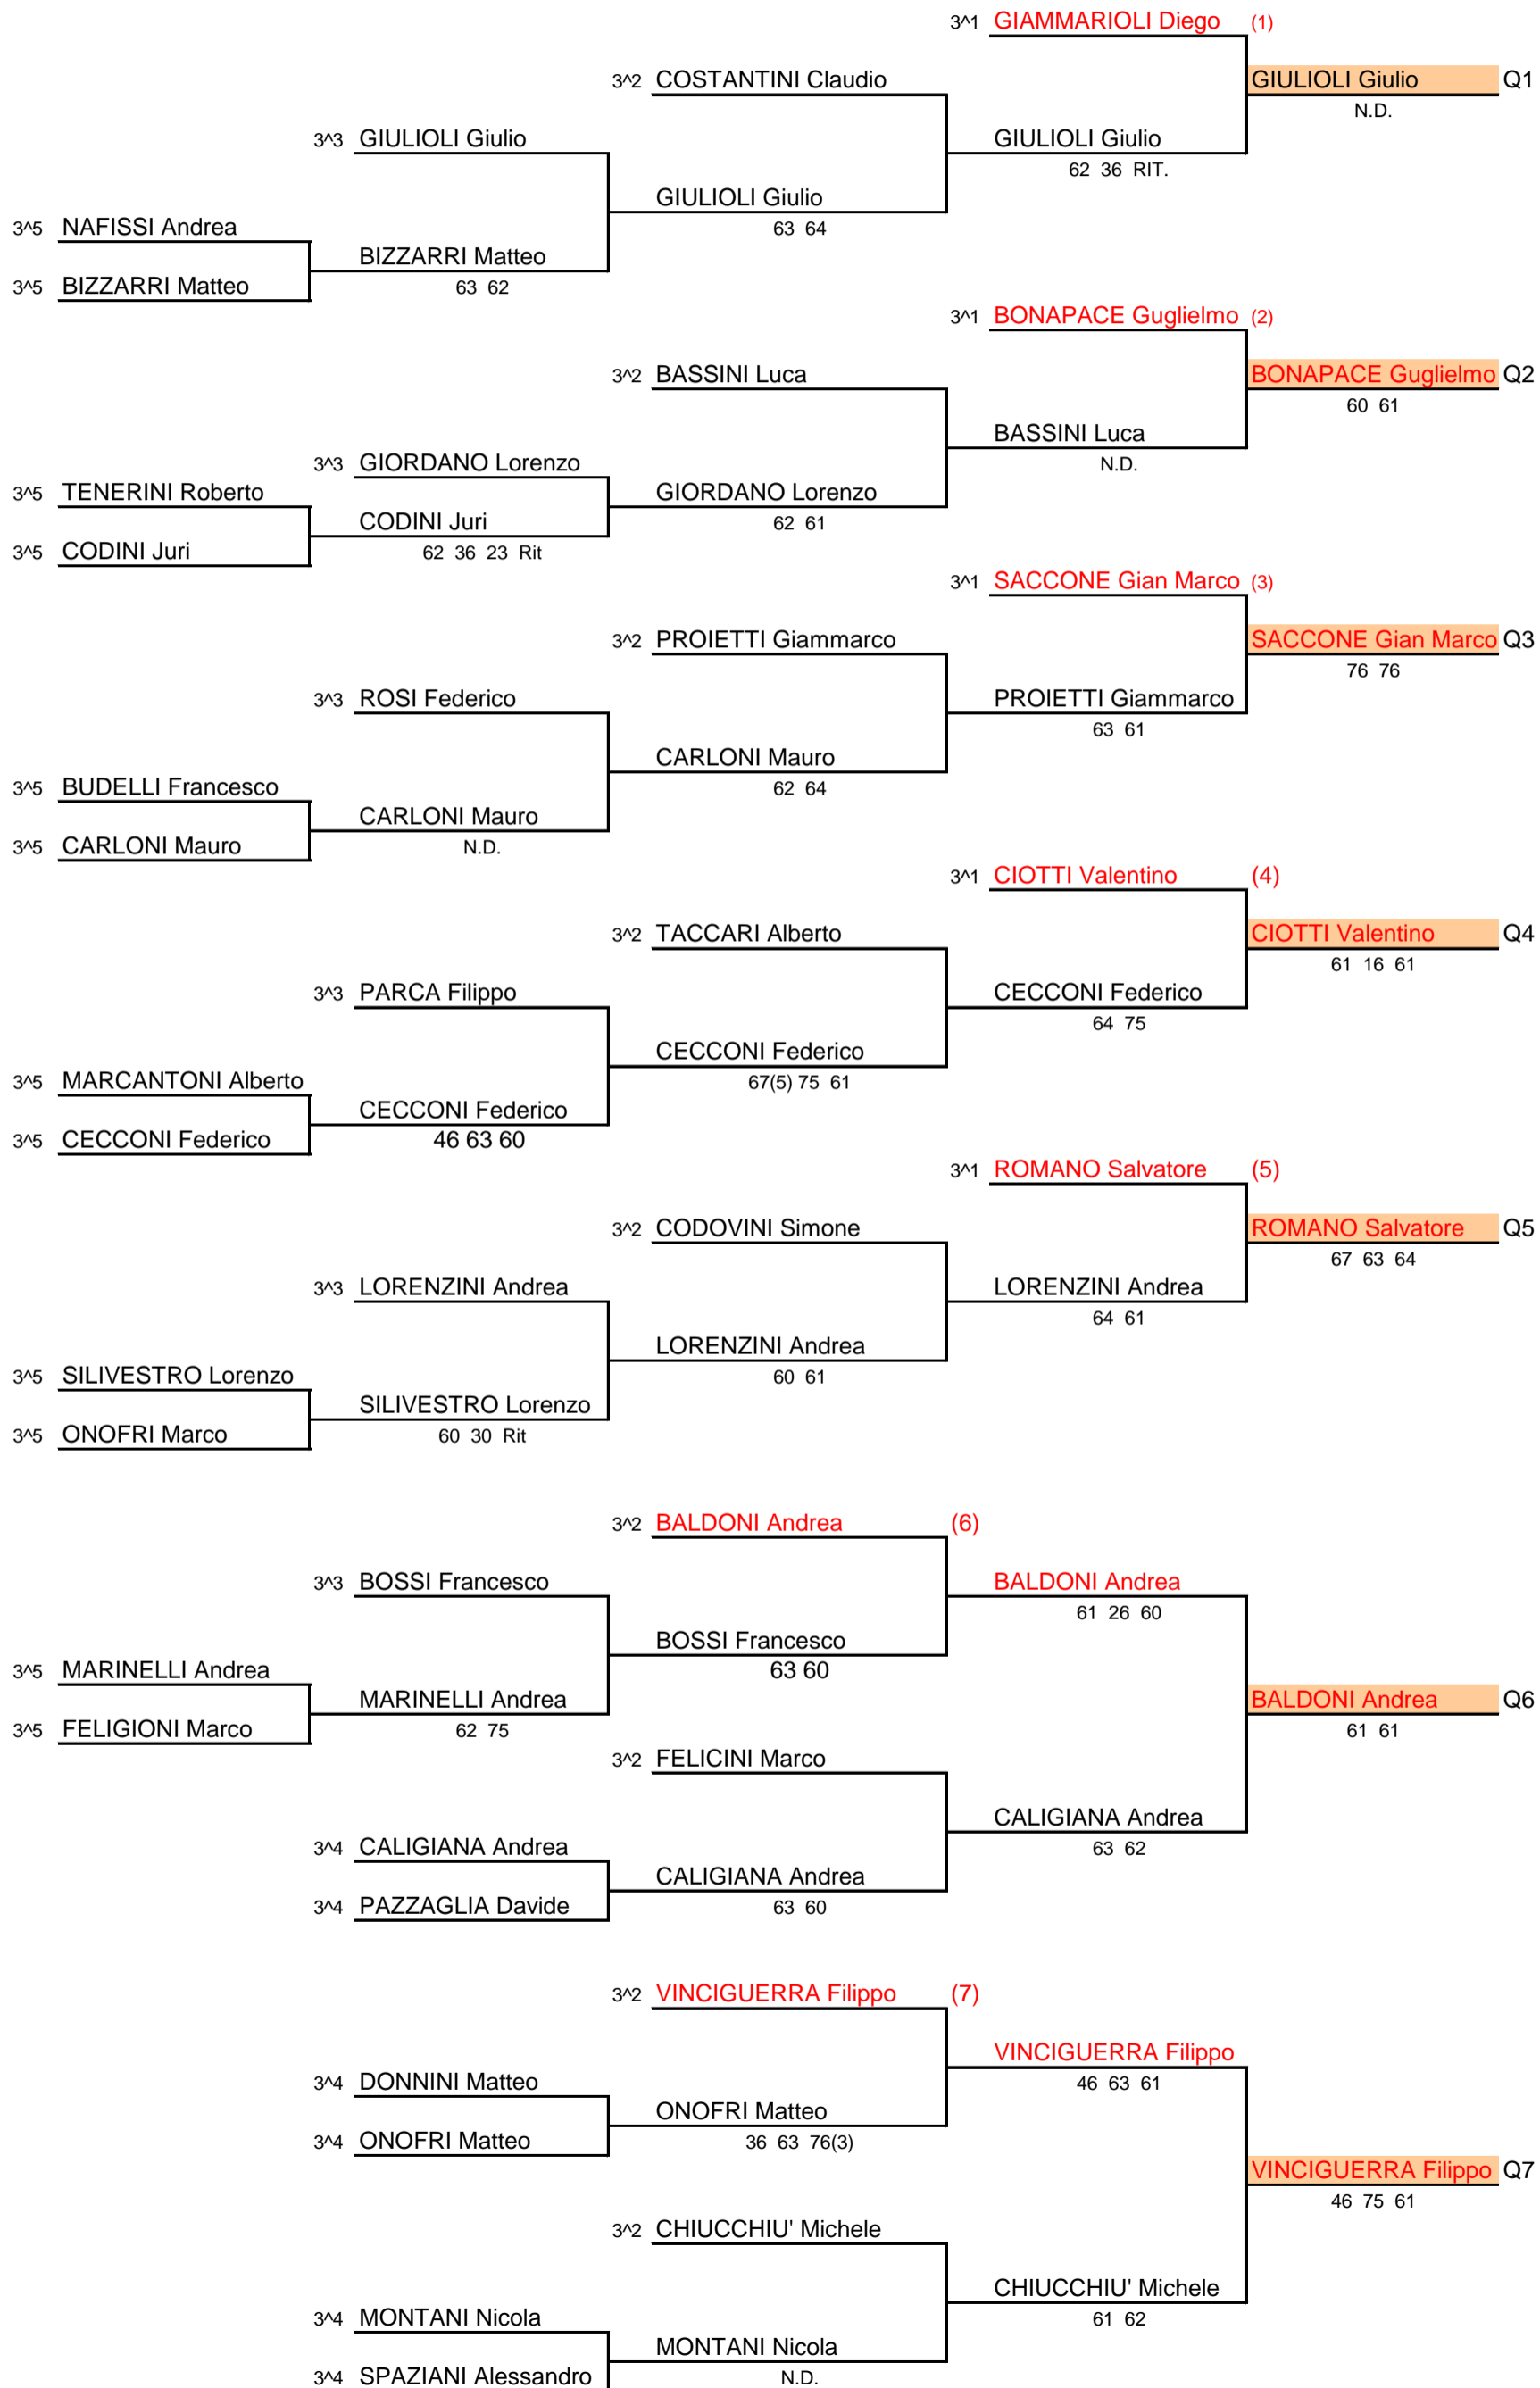 3^1 GIAMMARIOLI Diego (1)
3^2 COSTANTINI Claudio
GIULIOLI Giulio Q1
N.D.
3^3 GIULIOLI Giulio
GIULIOLI Giulio
62 36 RIT.
GIULIOLI Giulio
63 64
3^5 NAFISSI Andrea
BIZZARRI Matteo
63 62
3^5 BIZZARRI Matteo
3^1 BONAPACE Guglielmo (2)
3^2 BASSINI Luca
BONAPACE Guglielmo Q2
60 61
BASSINI Luca
N.D.
3^3 GIORDANO Lorenzo
3^5 TENERINI Roberto
GIORDANO Lorenzo
62 61
CODINI Juri
62 36 23 Rit
3^5 CODINI Juri
3^1 SACCONE Gian Marco (3)
3^2 PROIETTI Giammarco
SACCONE Gian Marco Q3
76 76
3^3 ROSI Federico
PROIETTI Giammarco
63 61
CARLONI Mauro
62 64
3^5 BUDELLI Francesco
CARLONI Mauro
N.D.
3^5 CARLONI Mauro
3^1 CIOTTI Valentino (4)
3^2 TACCARI Alberto
CIOTTI Valentino Q4
61 16 61
3^3 PARCA Filippo
CECCONI Federico
64 75
CECCONI Federico
67(5) 75 61
3^5 MARCANTONI Alberto
CECCONI Federico
46 63 60
3^5 CECCONI Federico
3^1 ROMANO Salvatore (5)
3^2 CODOVINI Simone
ROMANO Salvatore Q5
67 63 64
3^3 LORENZINI Andrea
LORENZINI Andrea
64 61
LORENZINI Andrea
60 61
3^5 SILIVESTRO Lorenzo
SILIVESTRO Lorenzo
60 30 Rit
3^5 ONOFRI Marco
3^2 BALDONI Andrea (6)
3^3 BOSSI Francesco
BALDONI Andrea
61 26 60
BOSSI Francesco
63 60
3^5 MARINELLI Andrea
MARINELLI Andrea
62 75
BALDONI Andrea Q6
61 61
3^5 FELIGIONI Marco
3^2 FELICINI Marco
CALIGIANA Andrea
63 62
3^4 CALIGIANA Andrea
CALIGIANA Andrea
63 60
3^4 PAZZAGLIA Davide
3^2 VINCIGUERRA Filippo (7)
VINCIGUERRA Filippo
46 63 61
3^4 DONNINI Matteo
ONOFRI Matteo
36 63 76(3)
3^4 ONOFRI Matteo
VINCIGUERRA Filippo Q7
46 75 61
3^2 CHIUCCHIU' Michele
CHIUCCHIU' Michele
61 62
3^4 MONTANI Nicola
MONTANI Nicola
N.D.
3^4 SPAZIANI Alessandro